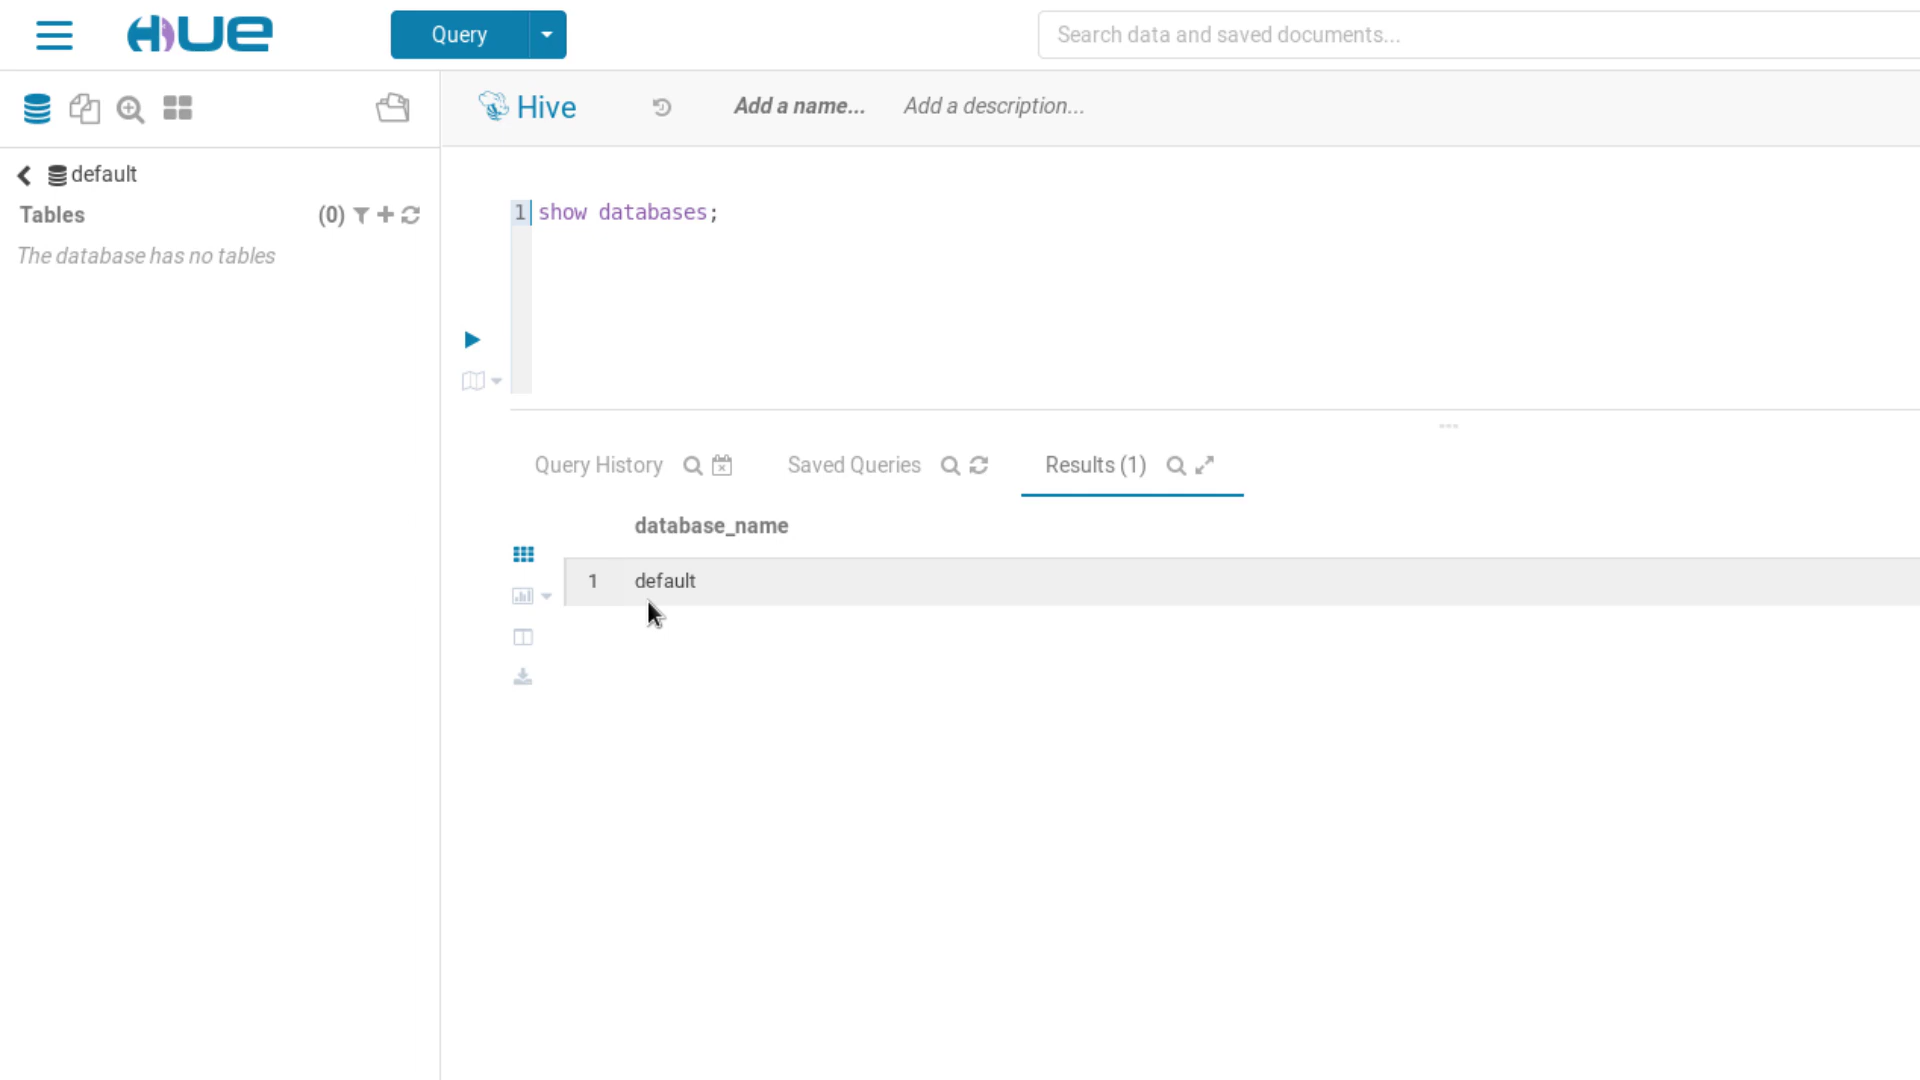 HUE
Query
Search data and saved documents...
Hive
Add a name...
Add a description...
default
Tables (0)
The database has no tables
1 show databases;
Query History
Saved Queries
Results (1)
database_name
1 default